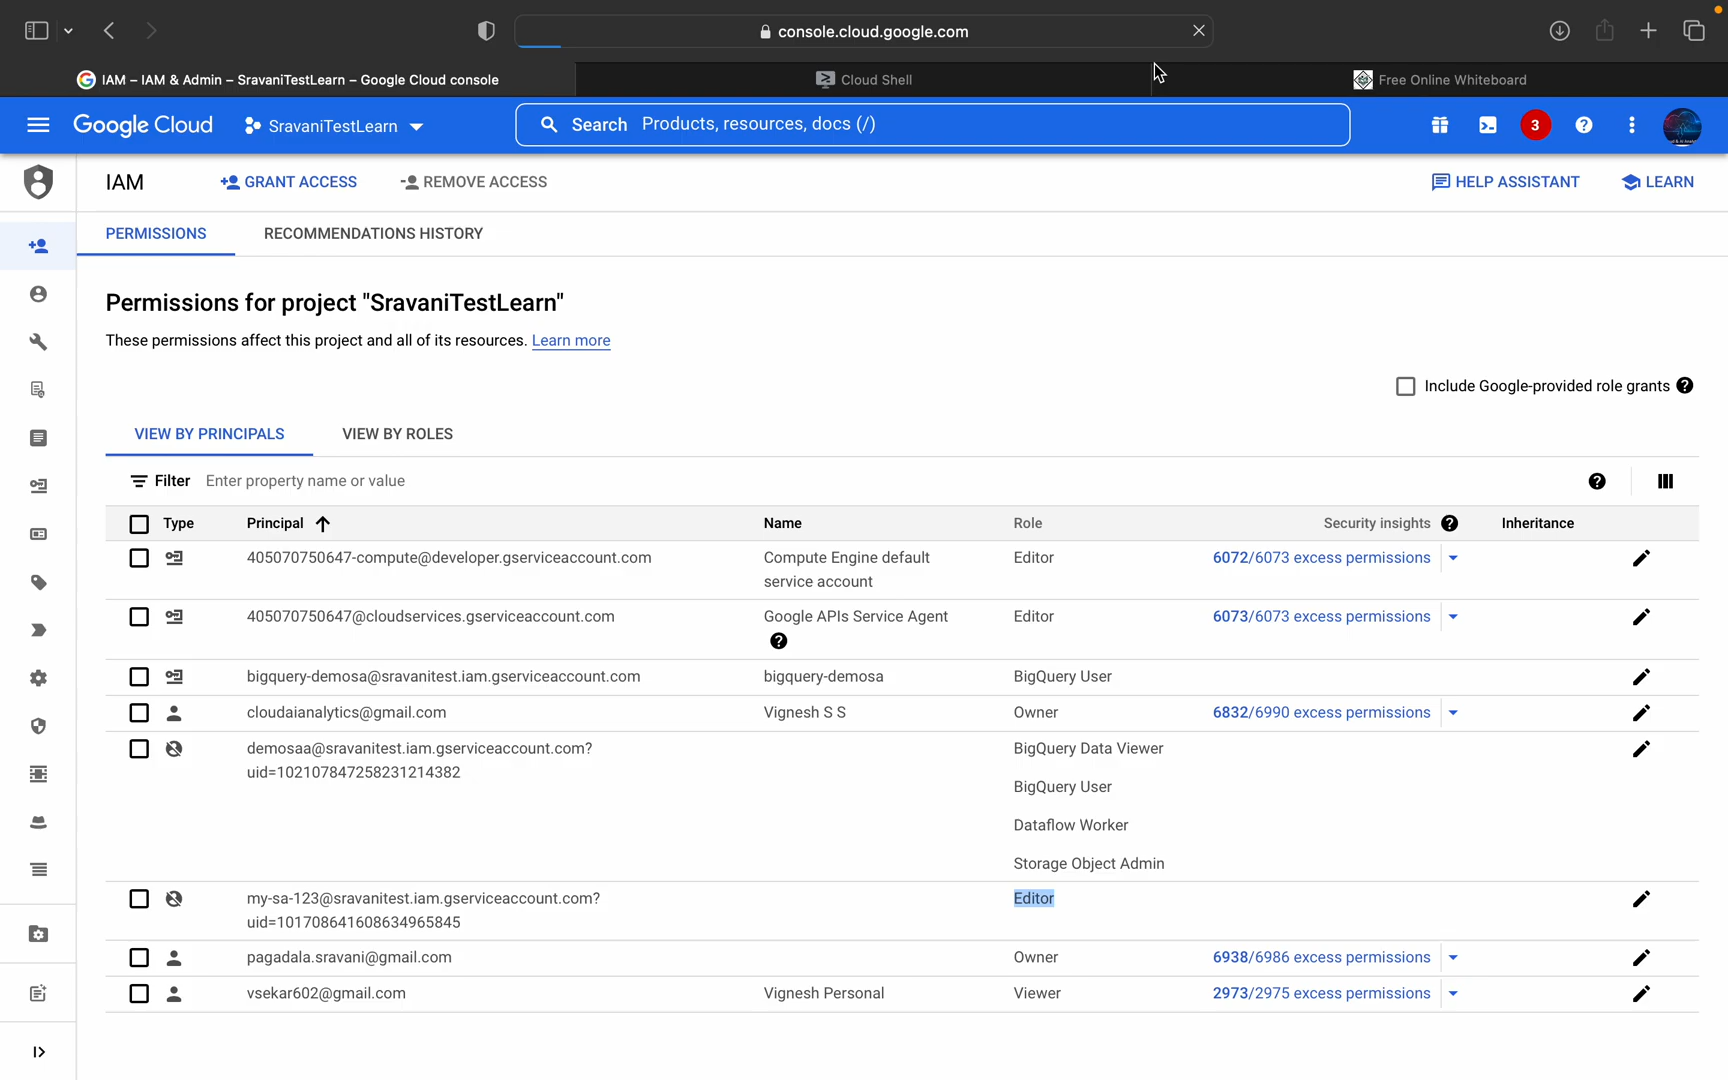 console.cloud.google.com
IAM – IAM & Admin – SravaniTestLearn – Google Cloud console
Cloud Shell
Free Online Whiteboard
Google Cloud
SravaniTestLearn
Search Products, resources, docs (/)
3
IAM
GRANT ACCESS
REMOVE ACCESS
HELP ASSISTANT
LEARN
PERMISSIONS
RECOMMENDATIONS HISTORY
Permissions for project "SravaniTestLearn"
These permissions affect this project and all of its resources. Learn more
Include Google-provided role grants
VIEW BY PRINCIPALS
VIEW BY ROLES
Filter Enter property name or value
Type Principal Name Role Security insights Inheritance
405070750647-compute@developer.gserviceaccount.com Compute Engine default Editor 6072/6073 excess permissions
service account
405070750647@cloudservices.gserviceaccount.com Google APIs Service Agent Editor 6073/6073 excess permissions
bigquery-demosa@sravanitest.iam.gserviceaccount.com bigquery-demosa BigQuery User
cloudaianalytics@gmail.com Vignesh S S Owner 6832/6990 excess permissions
demosaa@sravanitest.iam.gserviceaccount.com? BigQuery Data Viewer
uid=102107847258231214382
BigQuery User
Dataflow Worker
Storage Object Admin
my-sa-123@sravanitest.iam.gserviceaccount.com? Editor
uid=101708641608634965845
pagadala.sravani@gmail.com Owner 6938/6986 excess permissions
vsekar602@gmail.com Vignesh Personal Viewer 2973/2975 excess permissions